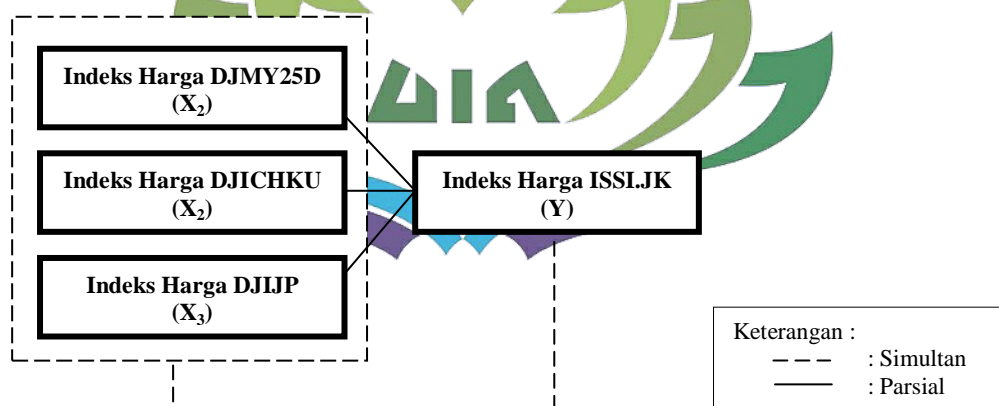 Indeks Harga DJMY25D
(X₂)
Indeks Harga DJICHKU
(X₂)
Indeks Harga DJIJP
(X₃)
Indeks Harga ISSI.JK
(Y)
Keterangan :
: Simultan
: Parsial